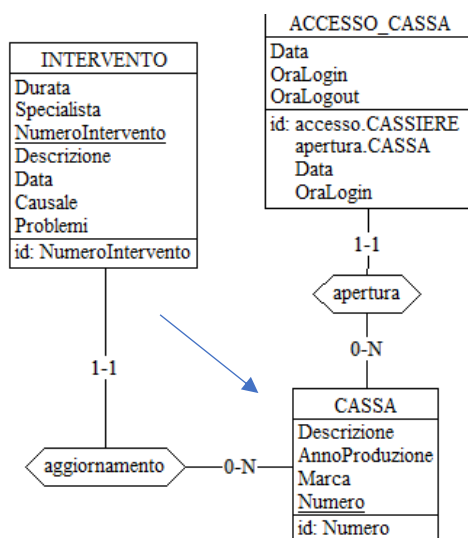 INTERVENTO
Durata
Specialista
NumeroIntervento
Descrizione
Data
Causale
Problemi
id: NumeroIntervento
ACCESSO_CASSA
Data
OraLogin
OraLogout
id: accesso.CASSIERE
apertura.CASSA
Data
OraLogin
1-1
apertura
0-N
1-1
aggiornamento
0-N
CASSA
Descrizione
AnnoProduzione
Marca
Numero
id: Numero